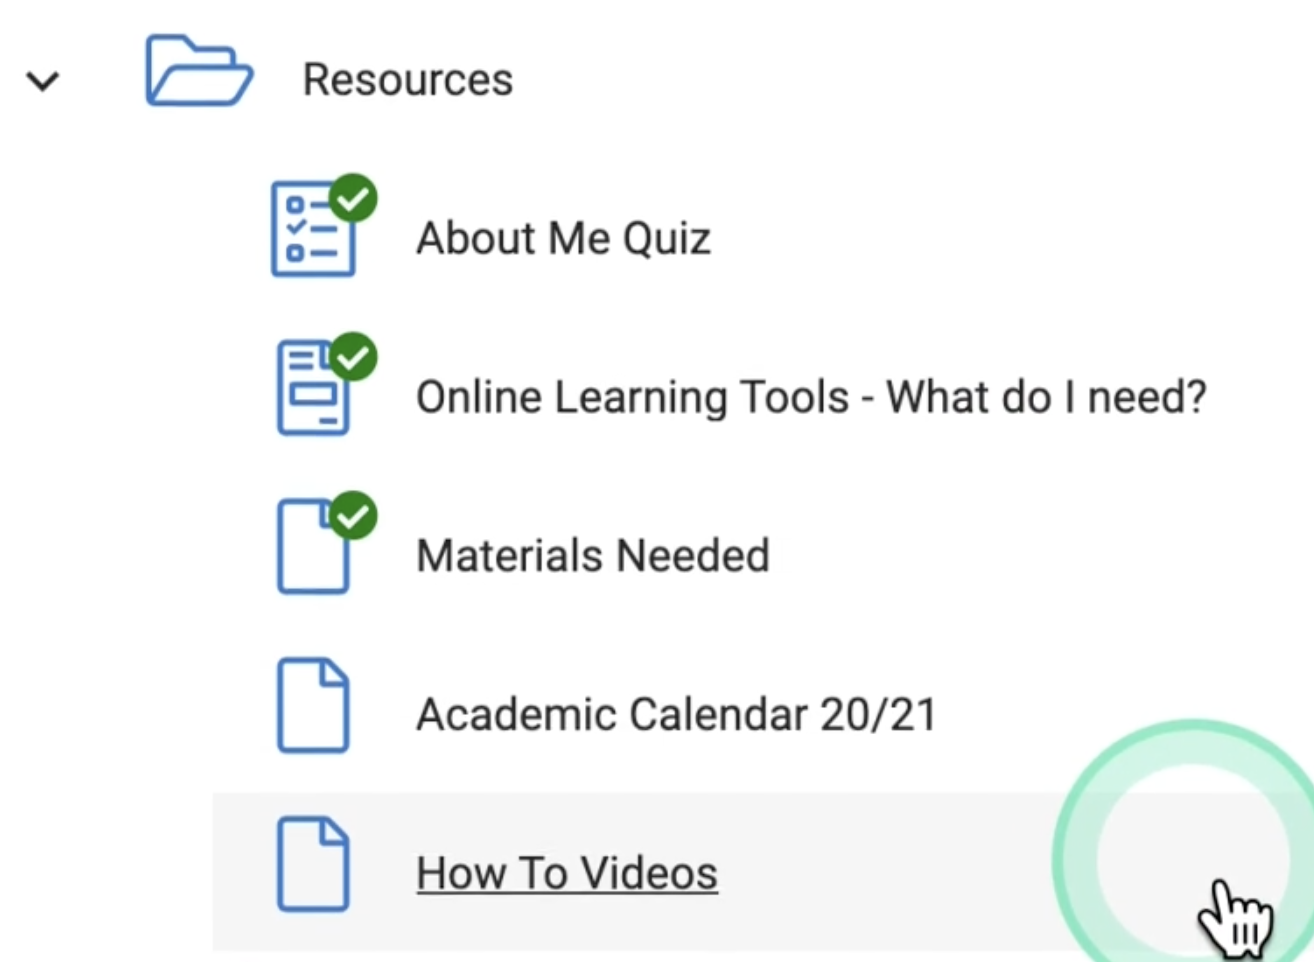 Resources
About Me Quiz
Online Learning Tools - What do I need?
Materials Needed
Academic Calendar 20/21
How To Videos